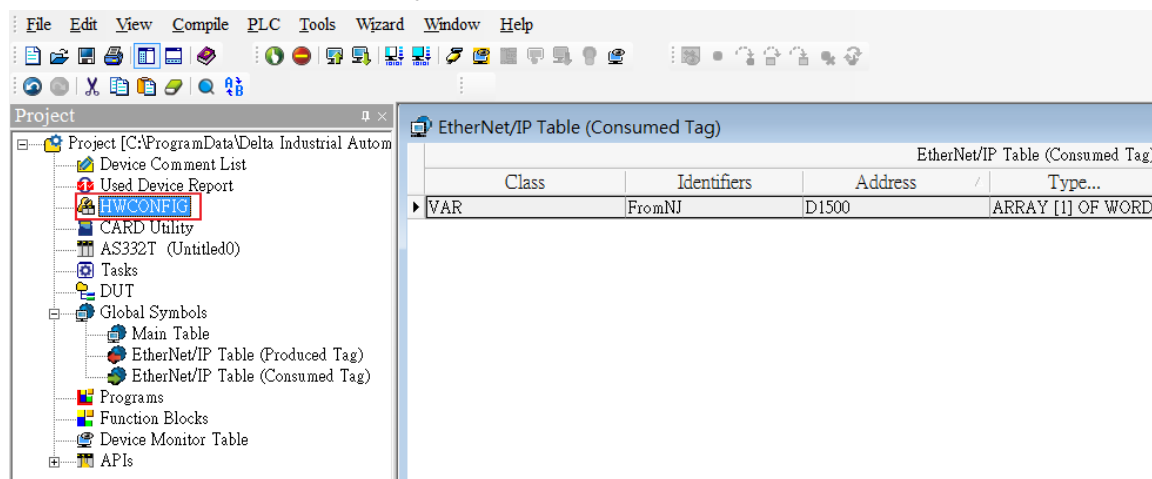 File Edit View Compile PLC Tools Wizard Window Help
Project
Project [C:\ProgramData\Delta Industrial Autom
Device Comment List
Used Device Report
HWCONFIG
CARD Utility
AS332T (Untitled0)
Tasks
DUT
Global Symbols
Main Table
EtherNet/IP Table (Produced Tag)
EtherNet/IP Table (Consumed Tag)
Programs
Function Blocks
Device Monitor Table
APIs
EtherNet/IP Table (Consumed Tag)
EtherNet/IP Table (Consumed Tag)
Class Identifiers Address Type...
VAR FromNJ D1500 ARRAY [1] OF WORD